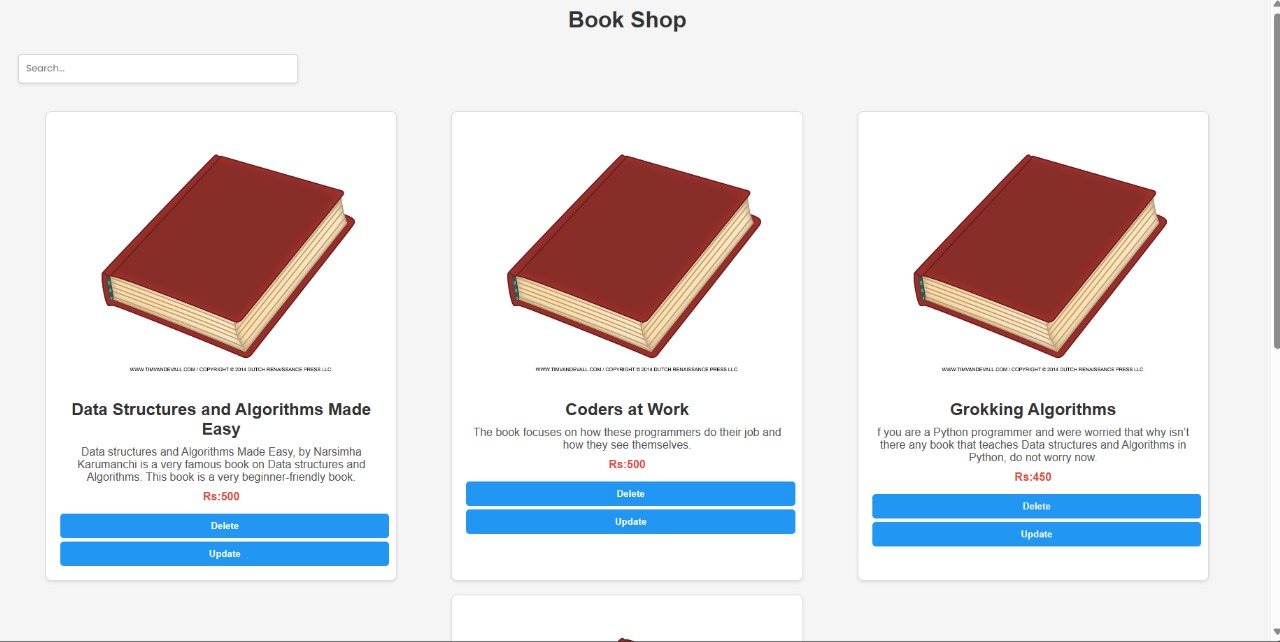 Book Shop
Search...
WWW.TIMVANDEVALL.COM / COPYRIGHT © 2014 DUTCH RENAISSANCE PRESS LLC
Data Structures and Algorithms Made
Easy
Data structures and Algorithms Made Easy, by Narsimha
Karumanchi is a very famous book on Data structures and
Algorithms. This book is a very beginner-friendly book.
Rs:500
Delete
Update
WWW.TIMVANDEVALL.COM / COPYRIGHT © 2014 DUTCH RENAISSANCE PRESS LLC
Coders at Work
The book focuses on how these programmers do their job and
how they see themselves.
Rs:500
Delete
Update
WWW.TIMVANDEVALL.COM / COPYRIGHT © 2014 DUTCH RENAISSANCE PRESS LLC
Grokking Algorithms
f you are a Python programmer and were worried that why isn't
there any book that teaches Data structures and Algorithms in
Python, do not worry now.
Rs:450
Delete
Update